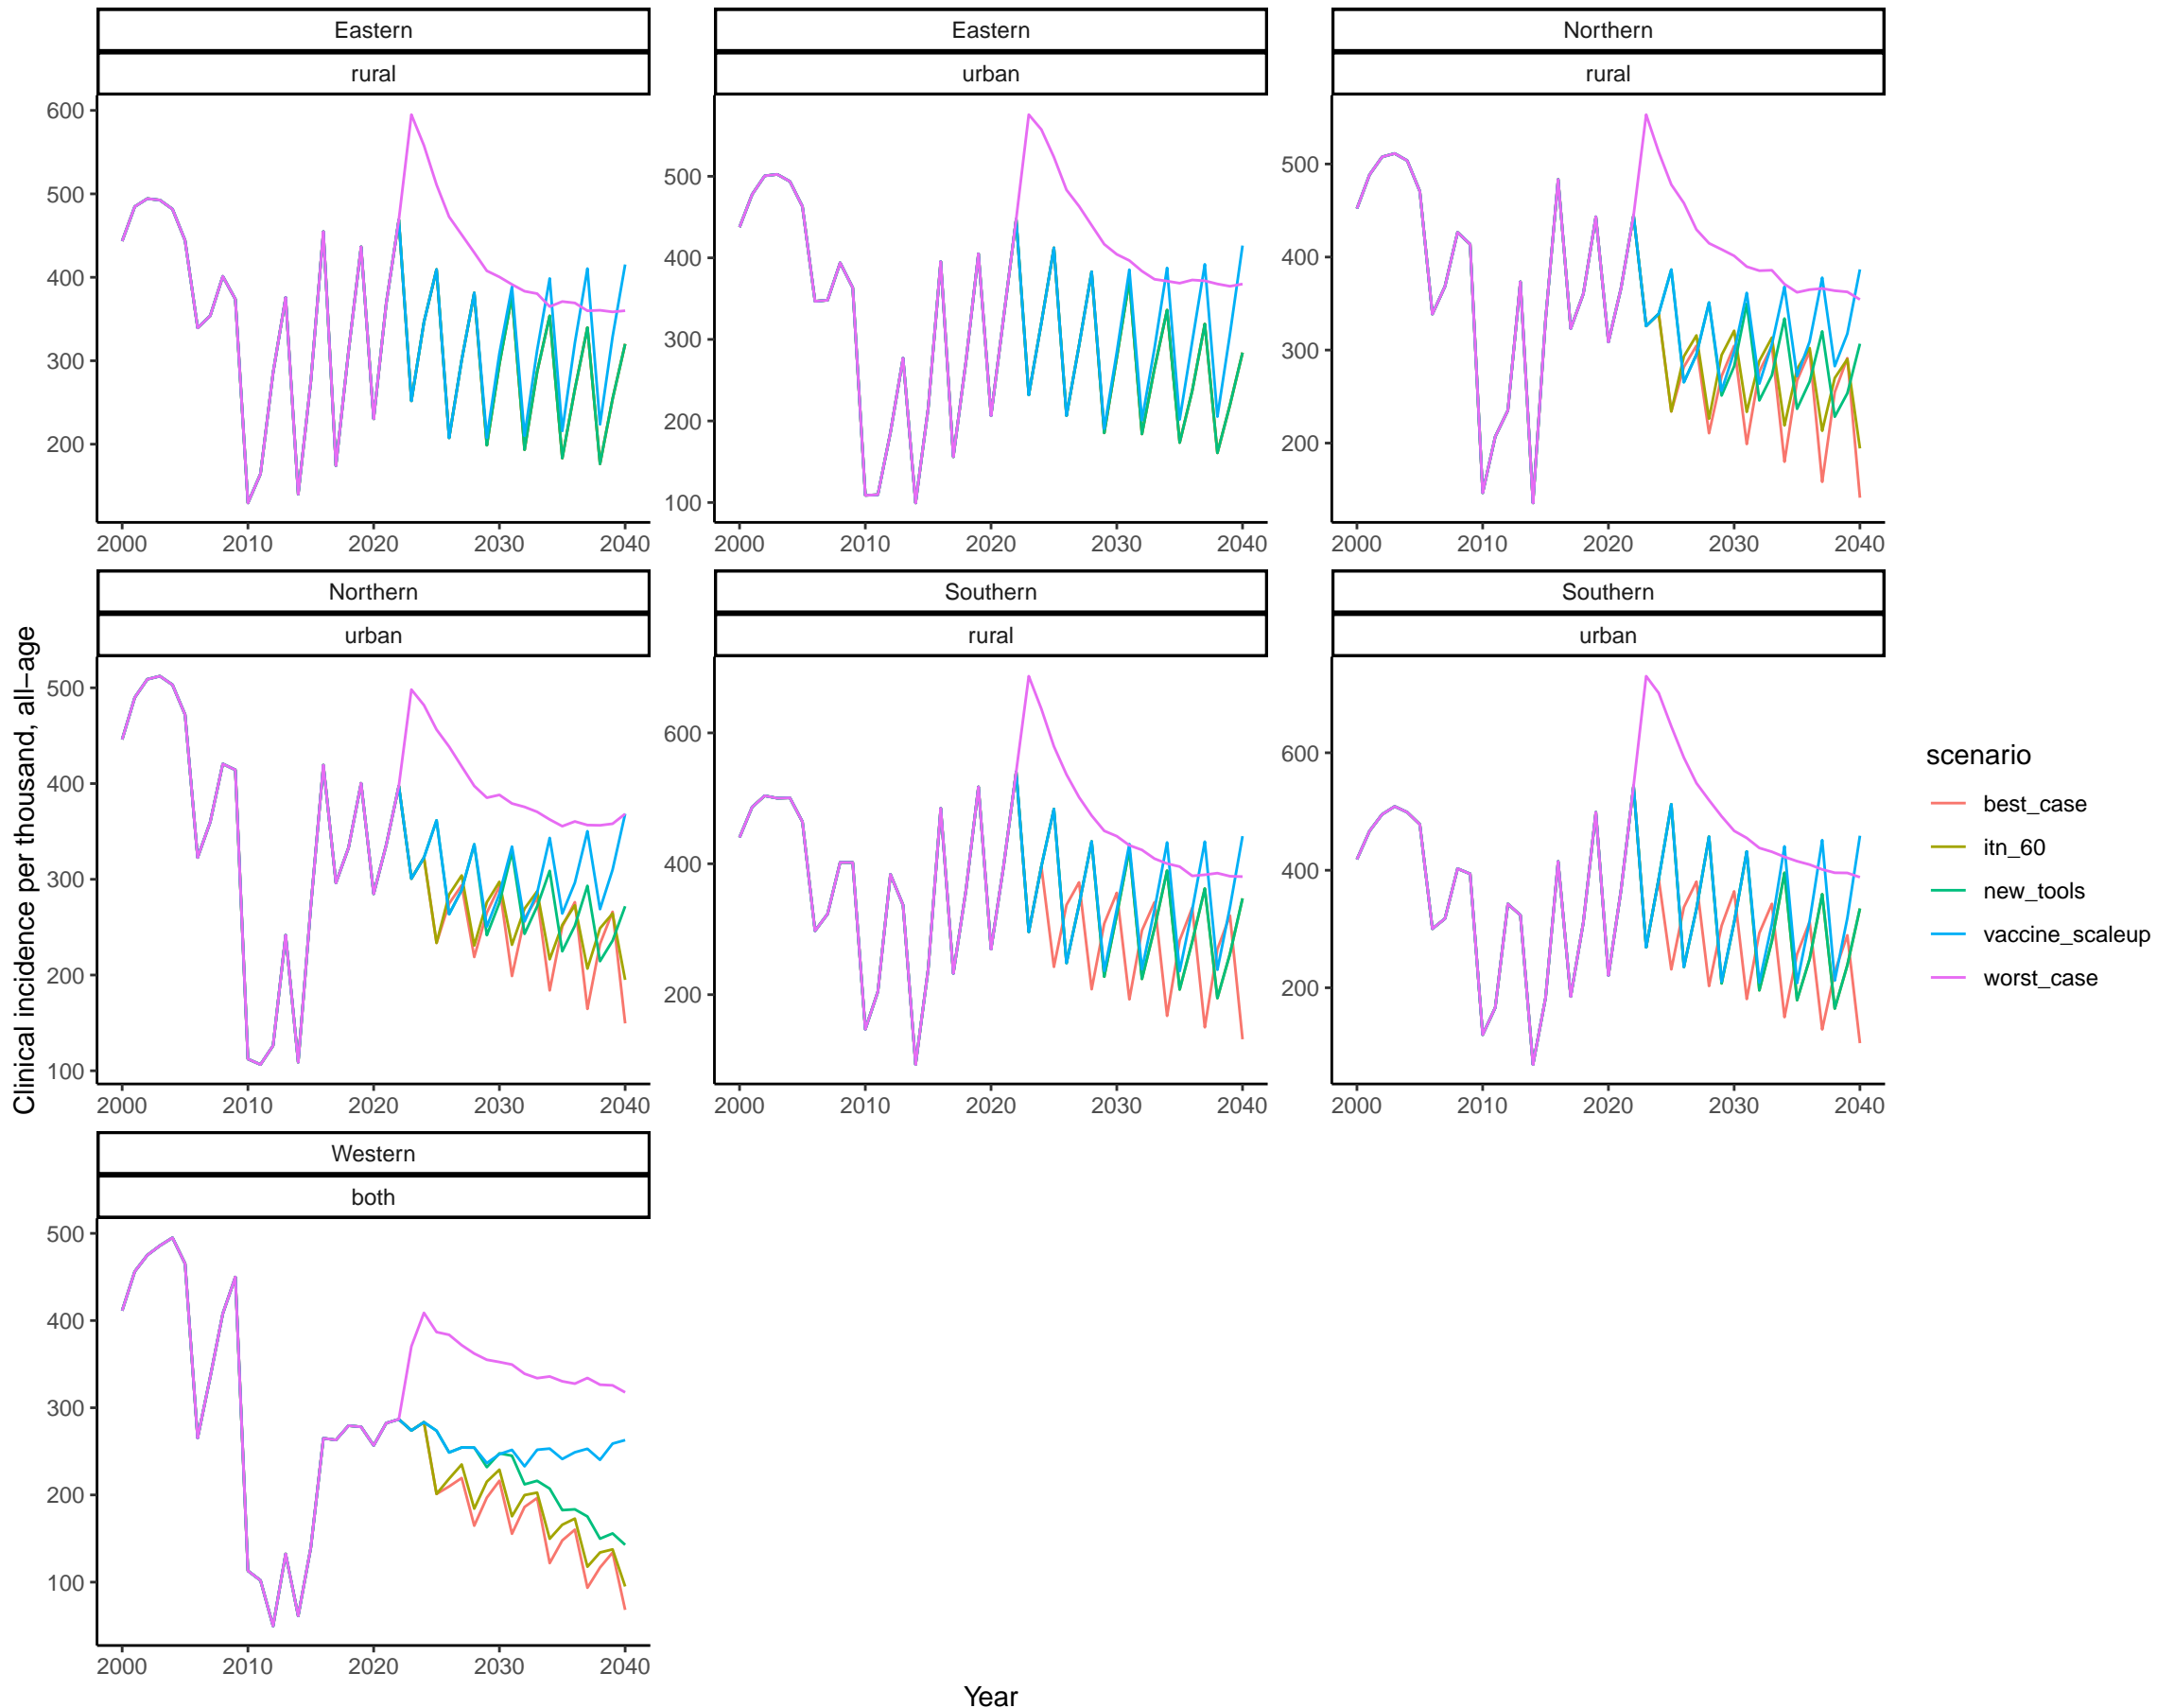 Eastern
rural
600
500
400
300
200
2000 2010 2020 2030 2040
Eastern
urban
500
400
300
200
100
2000 2010 2020 2030 2040
Northern
rural
500
400
300
200
2000 2010 2020 2030 2040
Northern
urban
500
400
300
200
100
2000 2010 2020 2030 2040
Southern
rural
600
400
200
2000 2010 2020 2030 2040
Southern
urban
600
400
200
2000 2010 2020 2030 2040
Western
both
500
400
300
200
100
2000 2010 2020 2030 2040
Clinical incidence per thousand, all−age
Year
scenario
best_case
itn_60
new_tools
vaccine_scaleup
worst_case